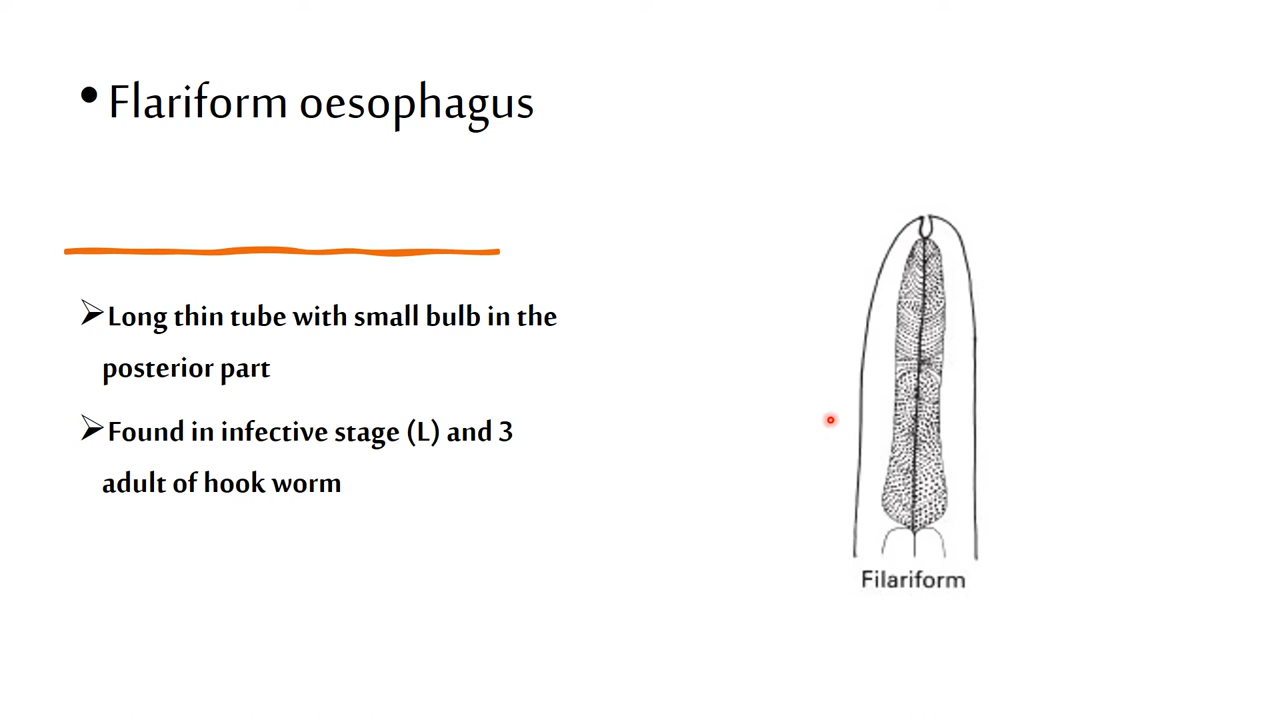 • Flariform oesophagus
➢Long thin tube with small bulb in the
posterior part
➢Found in infective stage (L) and 3
adult of hook worm
Filariform